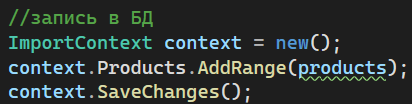 //запись в БД
ImportContext context = new();
context.Products.AddRange(products);
context.SaveChanges();